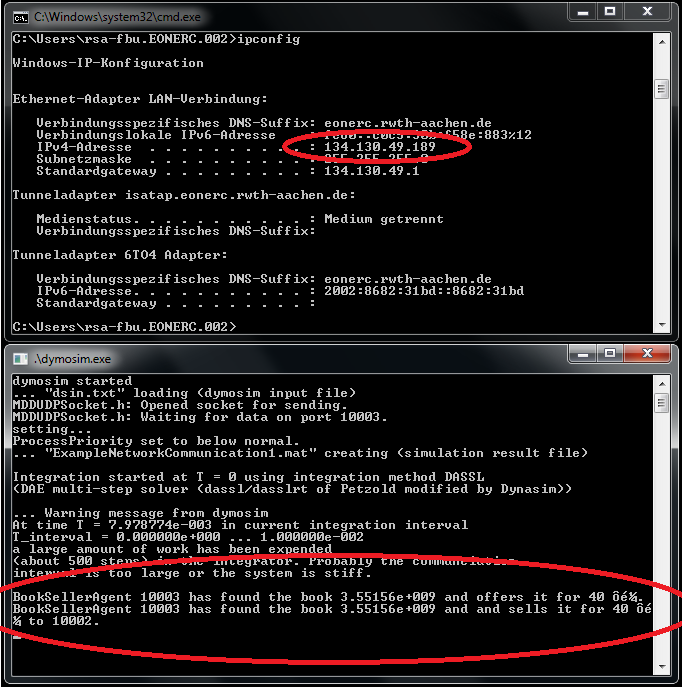 C:\Windows\system32\cmd.exe
C:\Users\rsa-fbu.EONERC.002>ipconfig
Windows-IP-Konfiguration
Ethernet-Adapter LAN-Verbindung:
Verbindungsspezifisches DNS-Suffix: eonerc.rwth-aachen.de
Verbindungslokale IPv6-Adresse . :
IPv4-Adresse . . . . . . . . . . : 134.130.49.189
Subnetzmaske . . . . . . . . . . :
Standardgateway . . . . . . . . . : 134.130.49.1
Tunneladapter isatap.eonerc.rwth-aachen.de:
Medienstatus. . . . . . . . . . . : Medium getrennt
Verbindungsspezifisches DNS-Suffix:
Tunneladapter 6TO4 Adapter:
Verbindungsspezifisches DNS-Suffix: eonerc.rwth-aachen.de
IPv6-Adresse. . . . . . . . . . . : 2002:8682:31bd::8682:31bd
Standardgateway . . . . . . . . . :
C:\Users\rsa-fbu.EONERC.002>
.\dymosim.exe
dymosim started
... "dsin.txt" loading (dymosim input file)
MDDUDPSocket.h: Opened socket for sending.
MDDUDPSocket.h: Waiting for data on port 10003.
setting...
ProcessPriority set to below normal.
... "ExampleNetworkCommunication1.mat" creating (simulation result file)
Integration started at T = 0 using integration method DASSL
(DAE multi-step solver (dassl/dasslrt of Petzold modified by Dynasim))
... Warning message from dymosim
At time T = 7.978774e-003 in current integration interval
T_interval = 0.000000e+000 ... 1.000000e-002
a large amount of work has been expended
(about 500 steps) in the integrator. Probably the communciation
interval is too large or the system is stiff.
BookSellerAgent 10003 has found the book 3.55156e+009 and offers it for 40 Ôé¼.
BookSellerAgent 10003 has found the book 3.55156e+009 and and sells it for 40 Ôé
¼ to 10002.